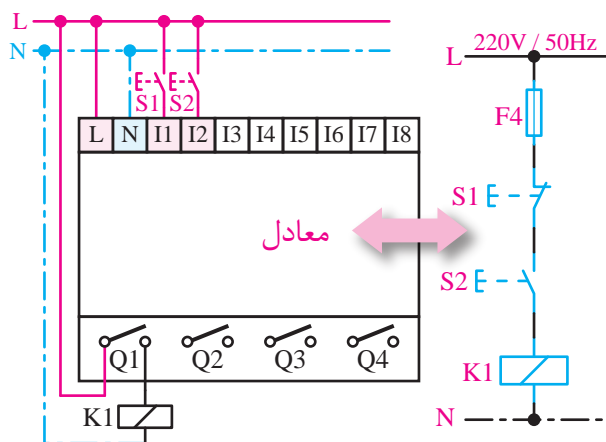 L
N
S1
S2
L N I1 I2 I3 I4 I5 I6 I7 I8
معادل
Q1 Q2 Q3 Q4
K1
220V / 50Hz
L
F4
S1
S2
K1
N